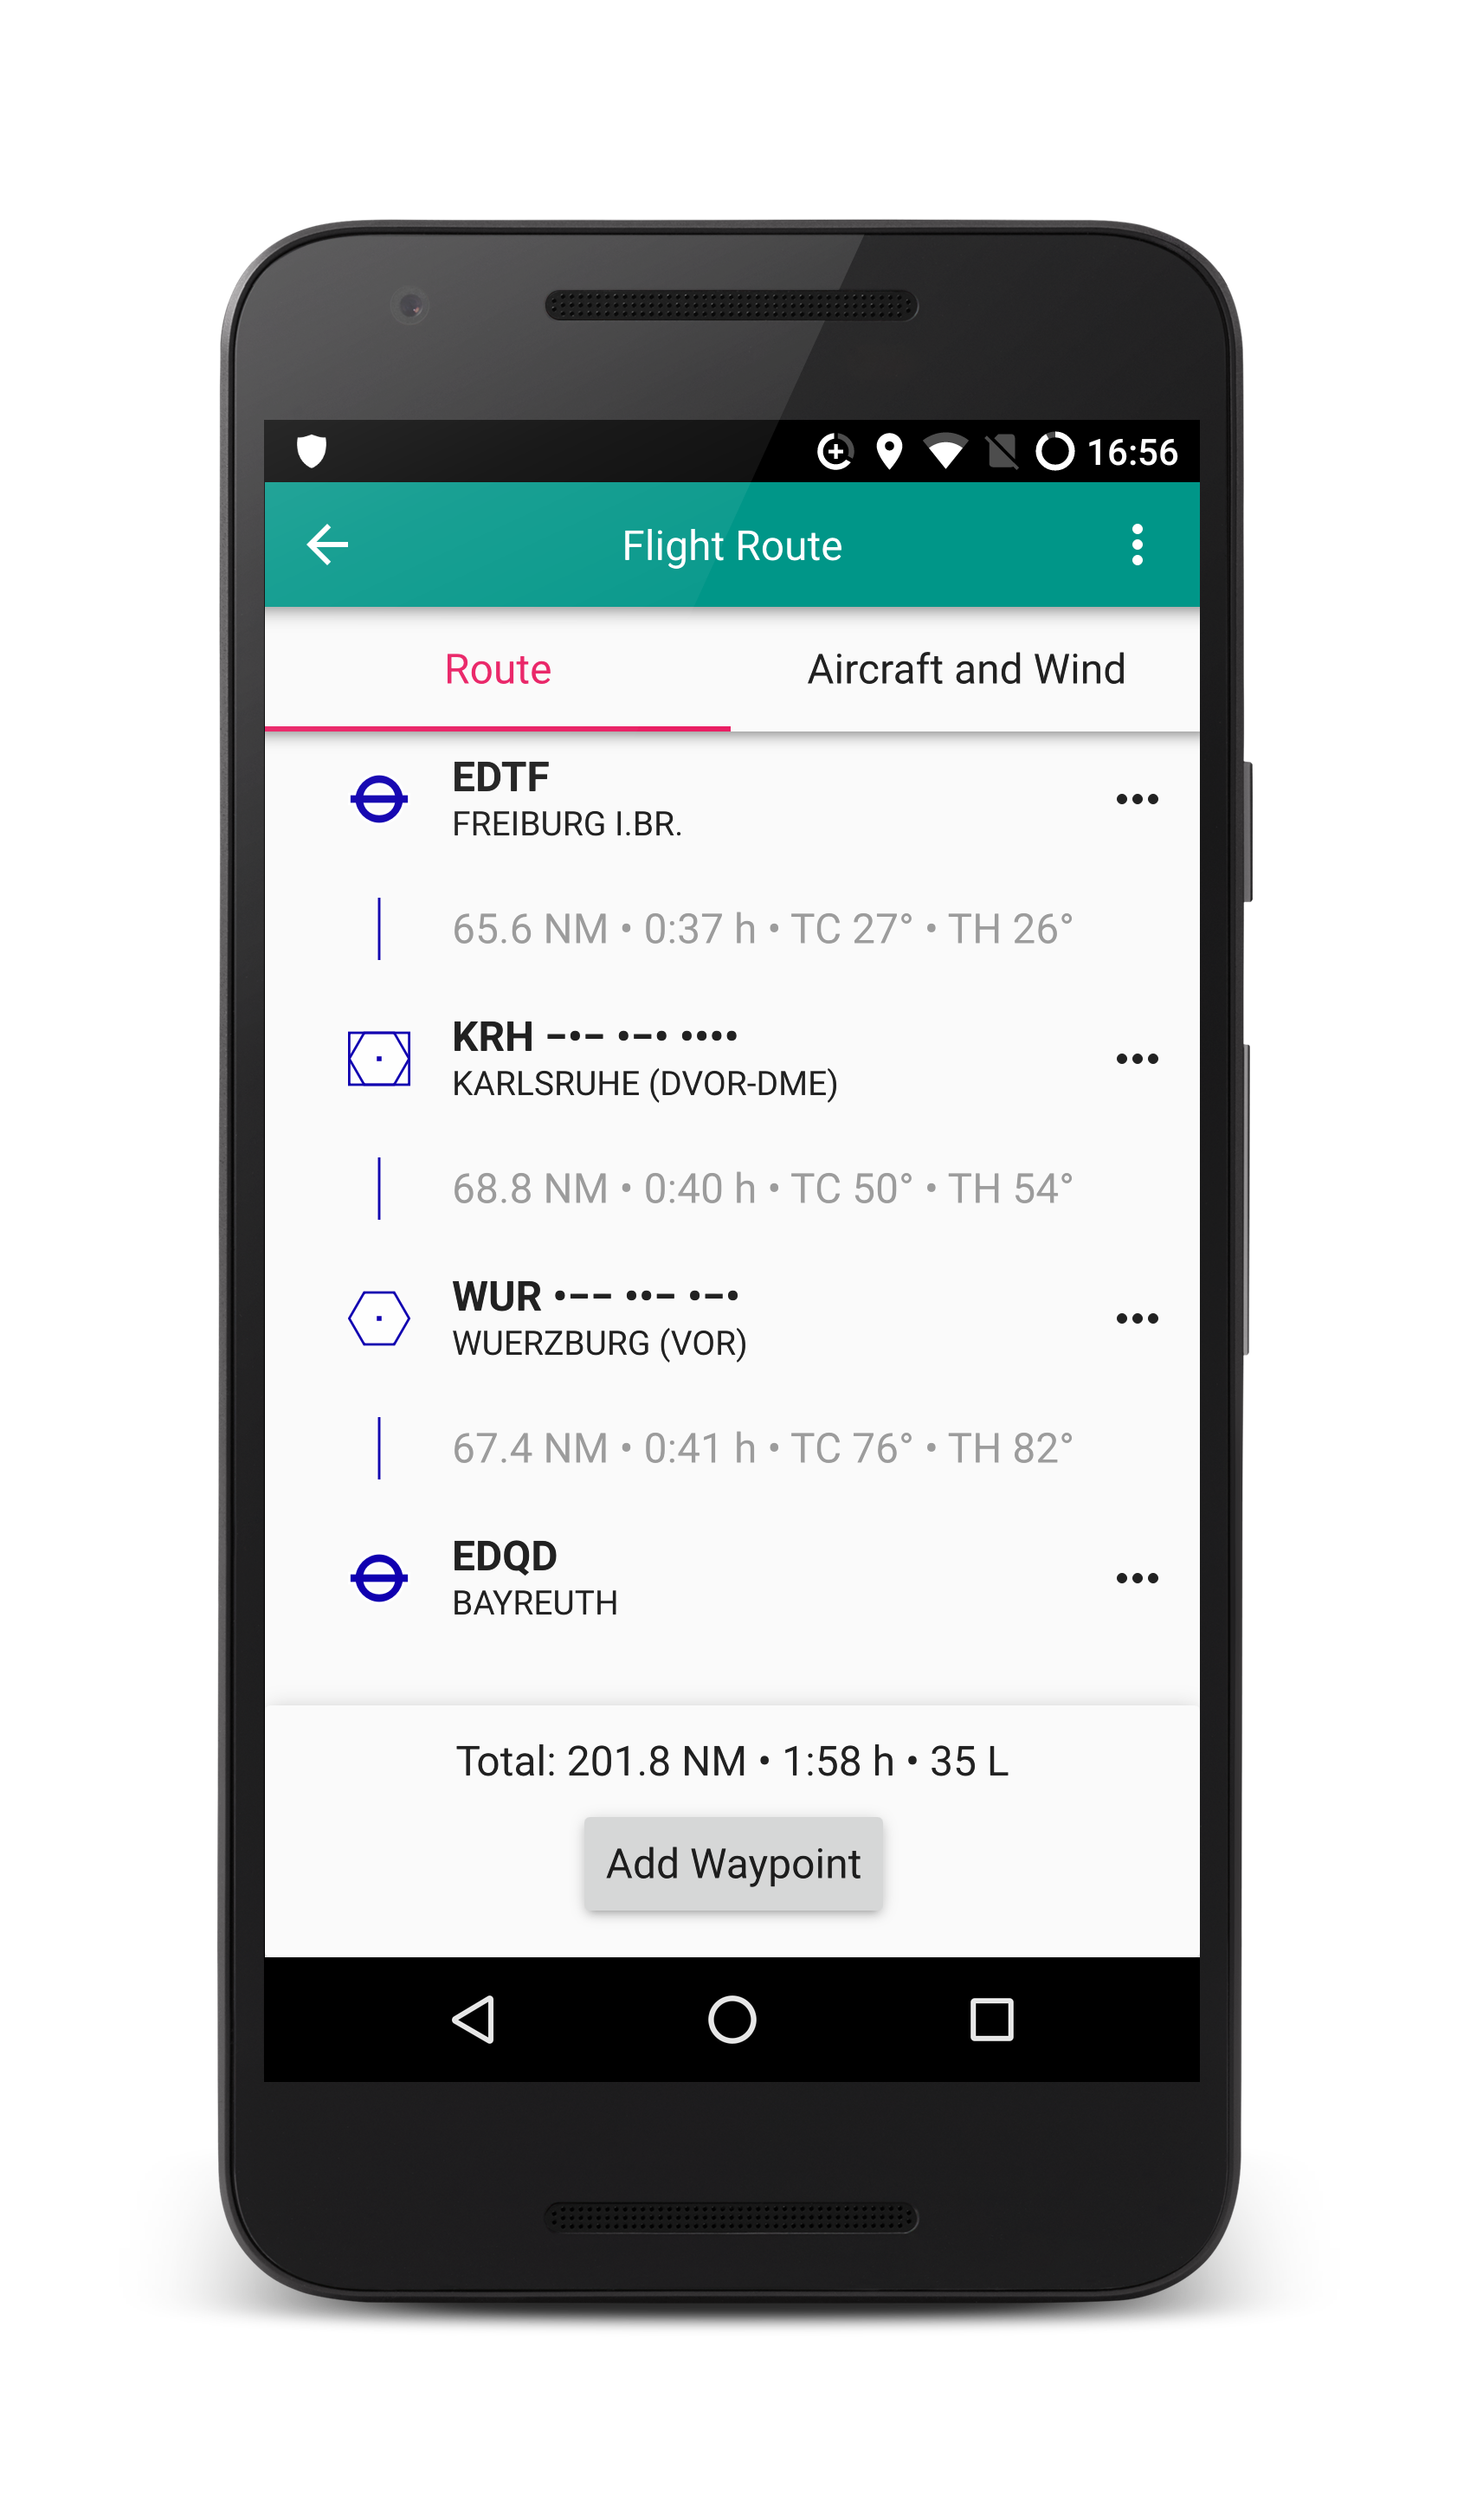 16:56
Flight Route
Route Aircraft and Wind
EDTF
FREIBURG I.BR.
65.6 NM • 0:37 h • TC 27° • TH 26°
KRH −•− •−• ••••
KARLSRUHE (DVOR-DME)
68.8 NM • 0:40 h • TC 50° • TH 54°
WUR •−− ••− •−•
WUERZBURG (VOR)
67.4 NM • 0:41 h • TC 76° • TH 82°
EDQD
BAYREUTH
Total: 201.8 NM • 1:58 h • 35 L
Add Waypoint